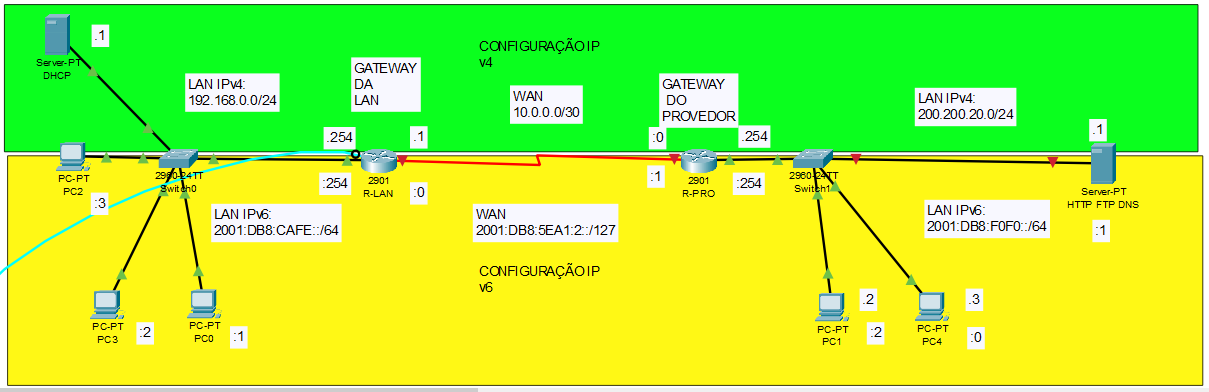 .1
Server-PT
DHCP
CONFIGURAÇÃO IP
v4
LAN IPv4:
192.168.0.0/24
GATEWAY
DA
LAN
WAN
10.0.0.0/30
GATEWAY
DO
PROVEDOR
LAN IPv4:
200.200.20.0/24
.254
.1
:0
.254
.1
PC-PT
PC2
2960-24TT
Switch0
2901
R-LAN
2901
R-PRO
2960-24TT
Switch1
Server-PT
HTTP FTP DNS
:3
:254
:0
:1
:254
:1
LAN IPv6:
2001:DB8:CAFE::/64
WAN
2001:DB8:5EA1:2::/127
LAN IPv6:
2001:DB8:F0F0::/64
CONFIGURAÇÃO IP
v6
PC-PT
PC3
:2
PC-PT
PC0
:1
PC-PT
PC1
.2
:2
PC-PT
PC4
.3
:0